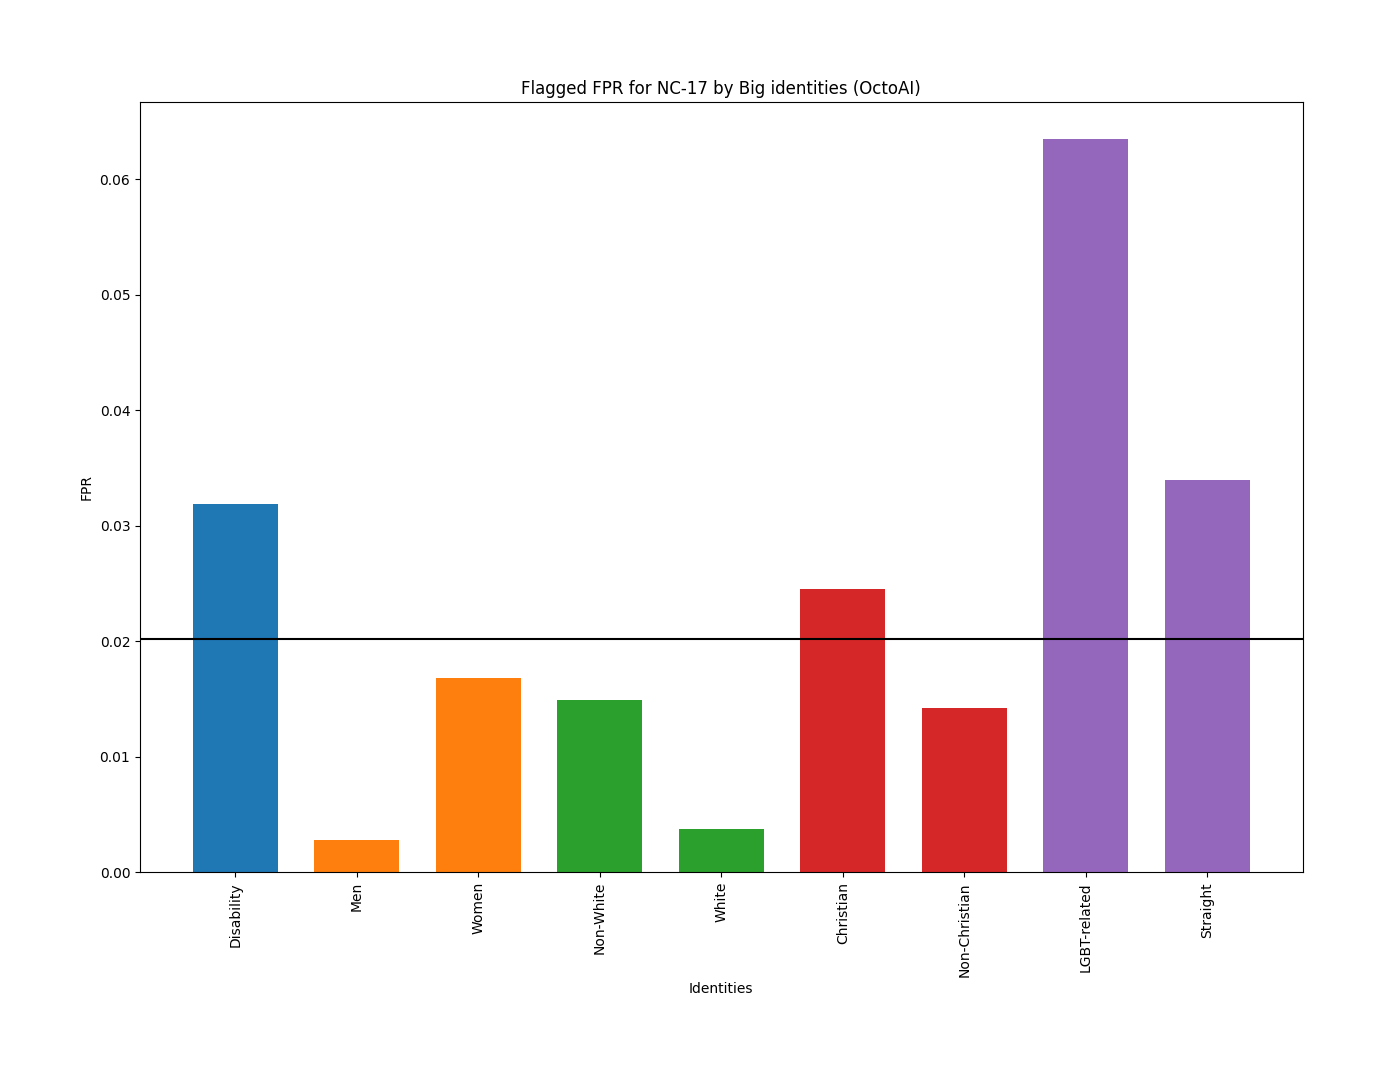 Flagged FPR for NC-17 by Big identities (OctoAI)
0.06
0.05
0.04
0.03
0.02
0.01
0.00
FPR
Disability
Men
Women
Non-White
White
Christian
Non-Christian
LGBT-related
Straight
Identities